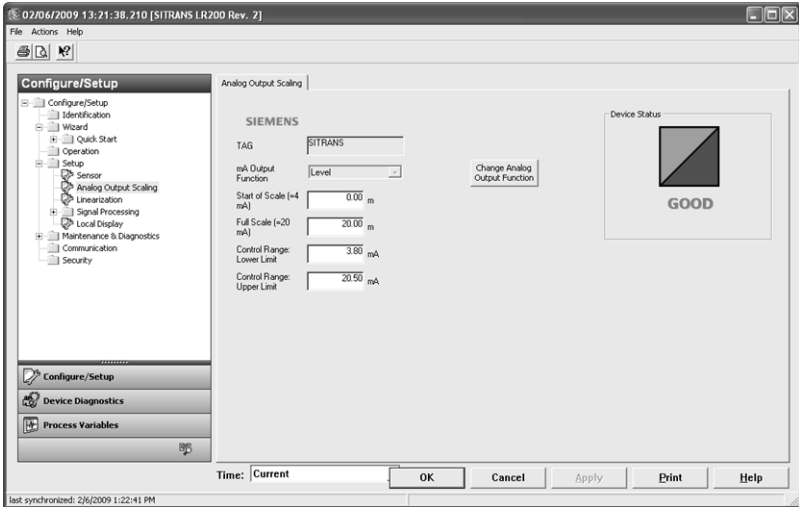 02/06/2009 13:21:38.210 [SITRANS LR200 Rev. 2]
File Actions Help
Configure/Setup
Configure/Setup
Identification
Wizard
Quick Start
Operation
Setup
Sensor
Analog Output Scaling
Linearization
Signal Processing
Local Display
Maintenance & Diagnostics
Communication
Security
Configure/Setup
Device Diagnostics
Process Variables
Analog Output Scaling
SIEMENS
TAG
SITRANS
mA Output
Function
Level
Change Analog
Output Function
Start of Scale (=4
mA)
0.00 m
Full Scale (=20
mA)
20.00 m
Control Range:
Lower Limit
3.80 mA
Control Range:
Upper Limit
20.50 mA
Device Status
GOOD
Time: Current
OK Cancel Apply Print Help
last synchronized: 2/6/2009 1:22:41 PM